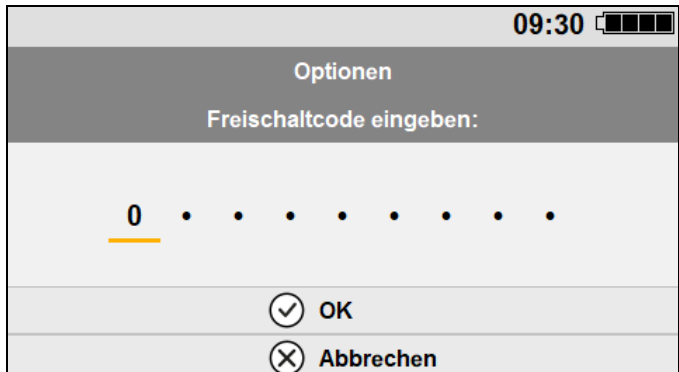 09:30
Optionen
Freischaltcode eingeben:
0 • • • • • • • •
OK
Abbrechen